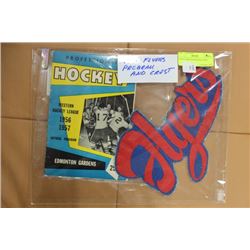 FLYERS
PROGRAM
AND CREST
PROFESSIONAL
HOCKEY
WESTERN
HOCKEY LEAGUE
1956
1957
EDMONTON GARDENS
Flyers